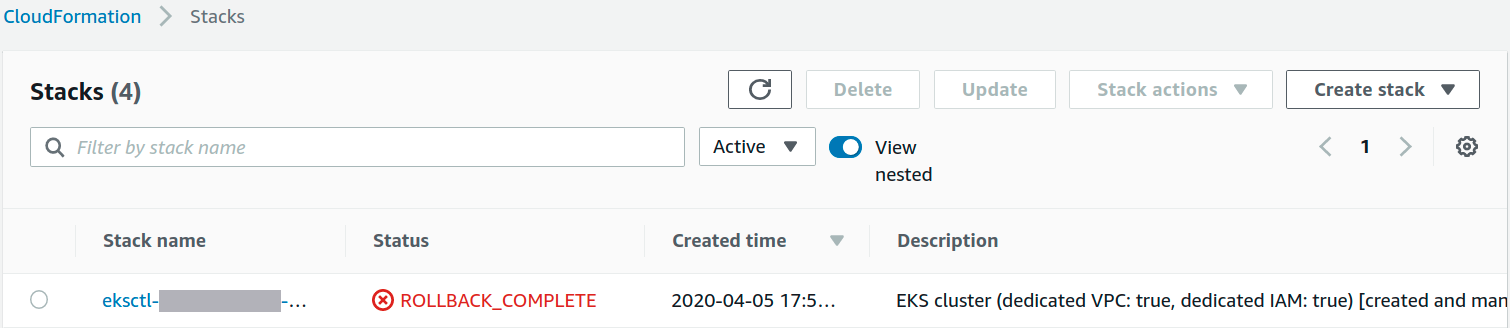 CloudFormation > Stacks
Stacks (4)
Delete
Update
Stack actions
Create stack
Filter by stack name
Active
View
nested
1
Stack name
Status
Created time
Description
eksctl- -...
ROLLBACK_COMPLETE
2020-04-05 17:5...
EKS cluster (dedicated VPC: true, dedicated IAM: true) [created and man